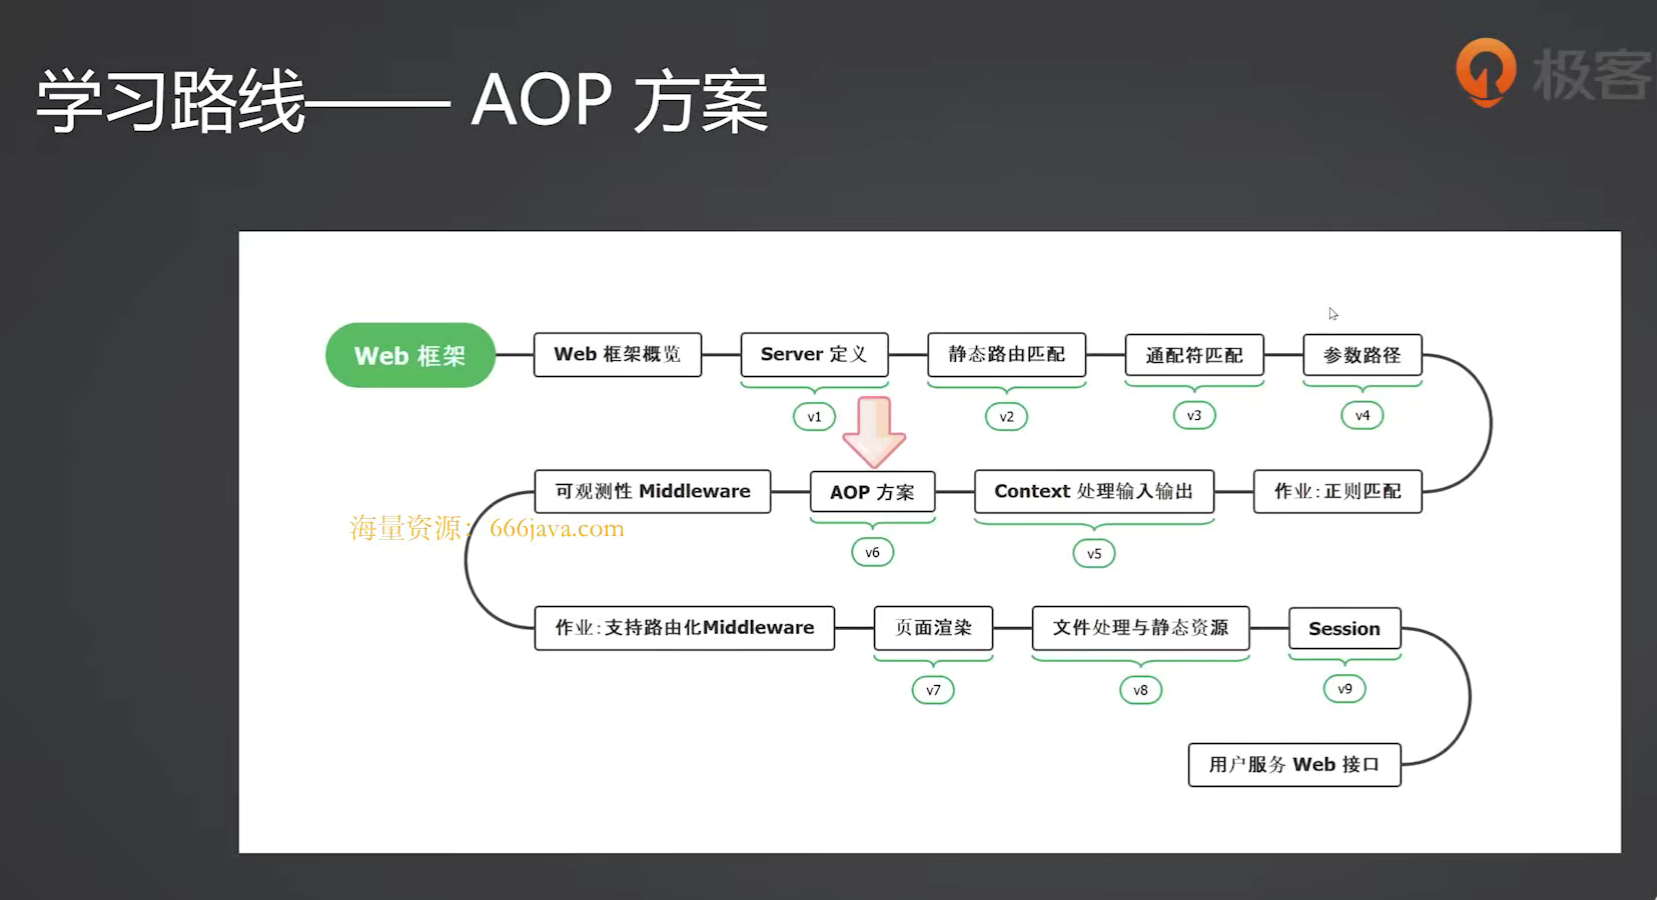 学习路线—— AOP 方案
极客
Web 框架
Web 框架概览
Server 定义
静态路由匹配
通配符匹配
参数路径
v1
v2
v3
v4
可观测性 Middleware
AOP 方案
Context 处理输入输出
作业:正则匹配
海量资源：666java.com
v6
v5
作业:支持路由化Middleware
页面渲染
文件处理与静态资源
Session
v7
v8
v9
用户服务 Web 接口